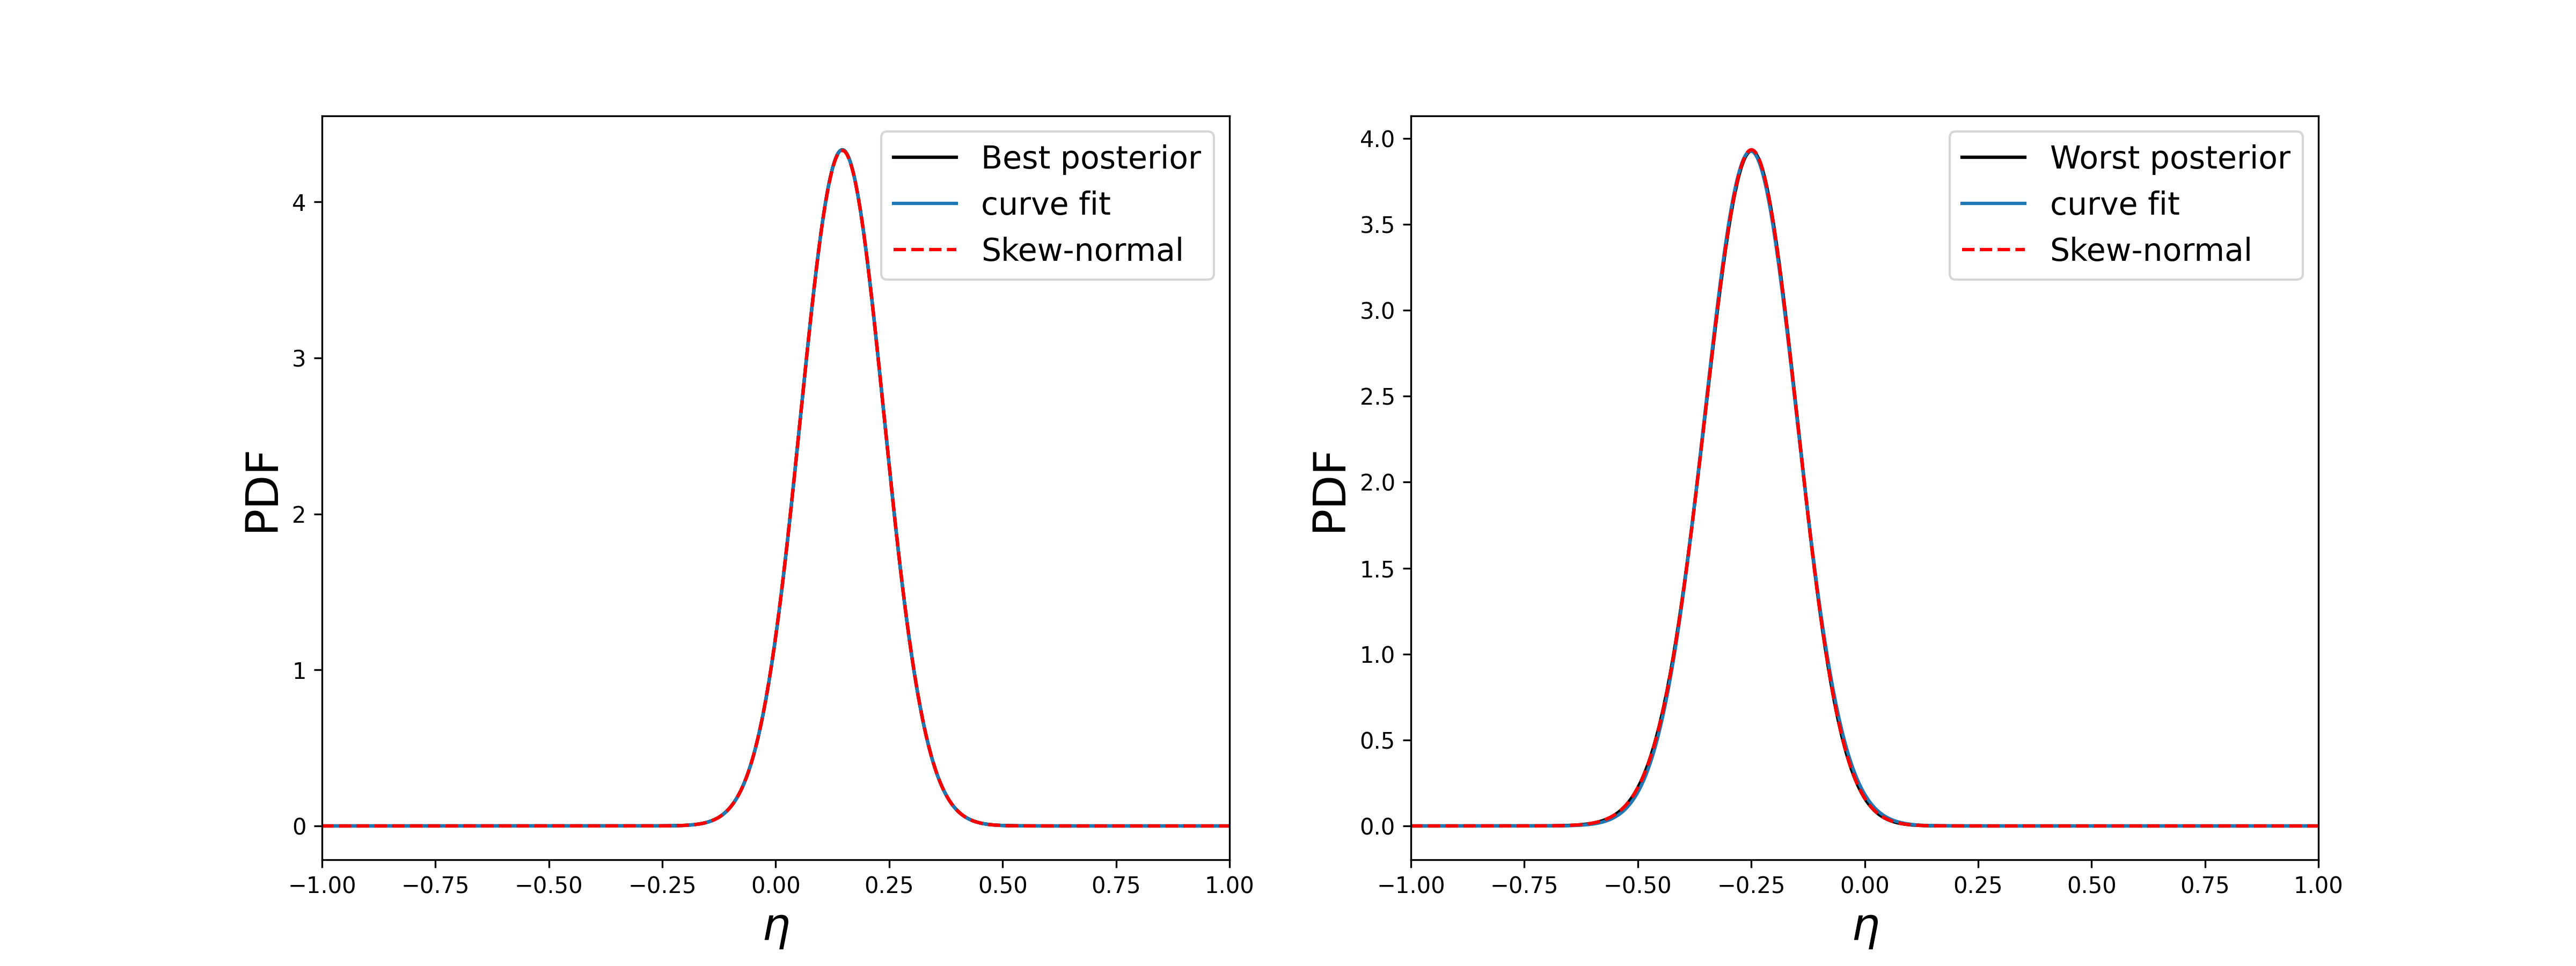 Best posterior
curve fit
Skew-normal
PDF
4
3
2
1
0
−1.00 −0.75 −0.50 −0.25 0.00 0.25 0.50 0.75 1.00
η
Worst posterior
curve fit
Skew-normal
PDF
4.0
3.5
3.0
2.5
2.0
1.5
1.0
0.5
0.0
−1.00 −0.75 −0.50 −0.25 0.00 0.25 0.50 0.75 1.00
η